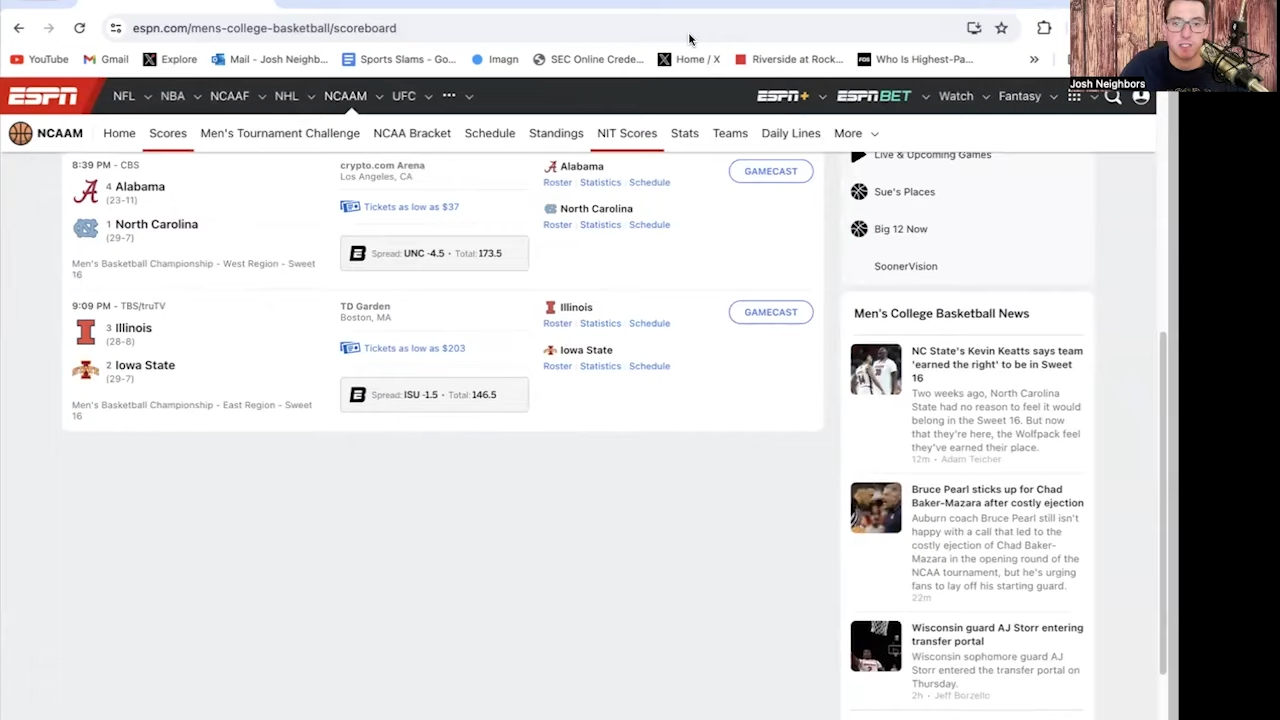 espn.com/mens-college-basketball/scoreboard
YouTube
Gmail
Explore
Mail - Josh Neighb...
Sports Slams - Go...
Imagn
SEC Online Crede...
Home / X
Riverside at Rock...
Who Is Highest-Pa...
Josh Neighbors
ESPN
NFL
NBA
NCAAF
NHL
NCAAM
UFC
ESPN+
ESPN BET
Watch
Fantasy
NCAAM
Home
Scores
Men's Tournament Challenge
NCAA Bracket
Schedule
Standings
NIT Scores
Stats
Teams
Daily Lines
More
8:39 PM - CBS
4 Alabama
(23-11)
1 North Carolina
(29-7)
Men's Basketball Championship - West Region - Sweet
16
crypto.com Arena
Los Angeles, CA
Tickets as low as $37
Spread: UNC -4.5 • Total: 173.5
Alabama
Roster Statistics Schedule
North Carolina
Roster Statistics Schedule
GAMECAST
9:09 PM - TBS/truTV
3 Illinois
(28-8)
2 Iowa State
(29-7)
Men's Basketball Championship - East Region - Sweet
16
TD Garden
Boston, MA
Tickets as low as $203
Spread: ISU -1.5 • Total: 146.5
Illinois
Roster Statistics Schedule
Iowa State
Roster Statistics Schedule
GAMECAST
Live & Upcoming Games
Sue's Places
Big 12 Now
SoonerVision
Men's College Basketball News
NC State's Kevin Keatts says team
'earned the right' to be in Sweet
16
Two weeks ago, North Carolina
State had no reason to feel it would
belong in the Sweet 16. But now
that they're here, the Wolfpack feel
they've earned their place.
12m • Adam Teicher
Bruce Pearl sticks up for Chad
Baker-Mazara after costly ejection
Auburn coach Bruce Pearl still isn't
happy with a call that led to the
costly ejection of Chad Baker-
Mazara in the opening round of the
NCAA tournament, but he's urging
fans to lay off his starting guard.
22m
Wisconsin guard AJ Storr entering
transfer portal
Wisconsin sophomore guard AJ
Storr entered the transfer portal on
Thursday.
2h • Jeff Borzello